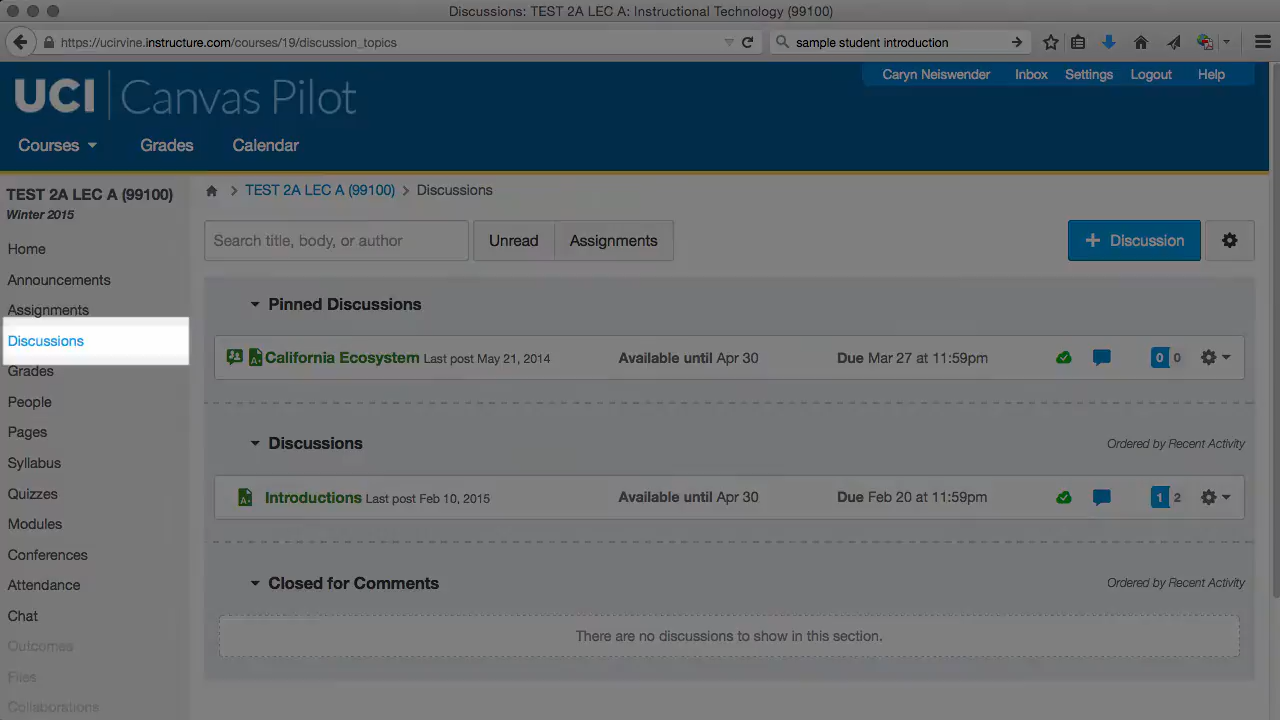 Discussions: TEST 2A LEC A: Instructional Technology (99100)
https://ucirvine.instructure.com/courses/19/discussion_topics
sample student introduction
Caryn Neiswender Inbox Settings Logout Help
UCI Canvas Pilot
Courses Grades Calendar
TEST 2A LEC A (99100)
Winter 2015
Home
Announcements
Assignments
Discussions
Grades
People
Pages
Syllabus
Quizzes
Modules
Conferences
Attendance
Chat
Outcomes
Files
Collaborations
TEST 2A LEC A (99100) > Discussions
Search title, body, or author
Unread
Assignments
+ Discussion
Pinned Discussions
California Ecosystem Last post May 21, 2014 Available until Apr 30 Due Mar 27 at 11:59pm 0 0
Discussions
Ordered by Recent Activity
Introductions Last post Feb 10, 2015 Available until Apr 30 Due Feb 20 at 11:59pm 1 2
Closed for Comments
Ordered by Recent Activity
There are no discussions to show in this section.